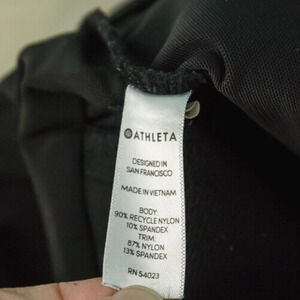 ATHLETA
DESIGNED IN
SAN FRANCISCO
MADE IN VIETNAM
BODY:
90% RECYCLE NYLON
10% SPANDEX
TRIM:
87% NYLON
13% SPANDEX
RN 54023